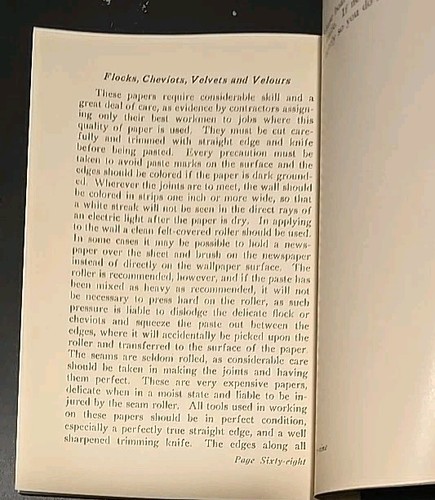 Flocks, Cheviots, Velvets and Velours
These papers require considerable skill and a
great deal of care, as evidence by contractors assign-
ing only their best workmen to jobs where this
quality of paper is used. They must be cut care-
fully and trimmed with straight edge and knife
before being pasted. Every precaution must be
taken to avoid paste marks on the surface and the
edges should be colored if the paper is dark ground-
ed. Wherever the joints are to meet, the wall should
be colored in strips one inch or more wide, so that
a white streak will not be seen in the direct rays of
an electric light after the paper is dry. In applying
to the wall a clean felt-covered roller should be used.
In some cases it may be possible to hold a news-
paper over the sheet and brush on the newspaper
instead of directly on the wallpaper surface. The
roller is recommended, however, and if the paste has
been mixed as heavy as recommended, it will not
be necessary to press hard on the roller, as such
pressure is liable to dislodge the delicate flock or
cheviots and squeeze the paste out between the
edges, where it will accidentally be picked upon the
roller and transferred to the surface of the paper.
The seams are seldom rolled, as considerable care
should be taken in making the joints and having
them perfect. These are very expensive papers,
delicate when in a moist state and liable to be in-
jured by the seam roller. All tools used in working
on these papers should be in perfect condition,
especially a perfectly true straight edge, and a well
sharpened trimming knife. The edges along all
Page Sixty-eight
so you do